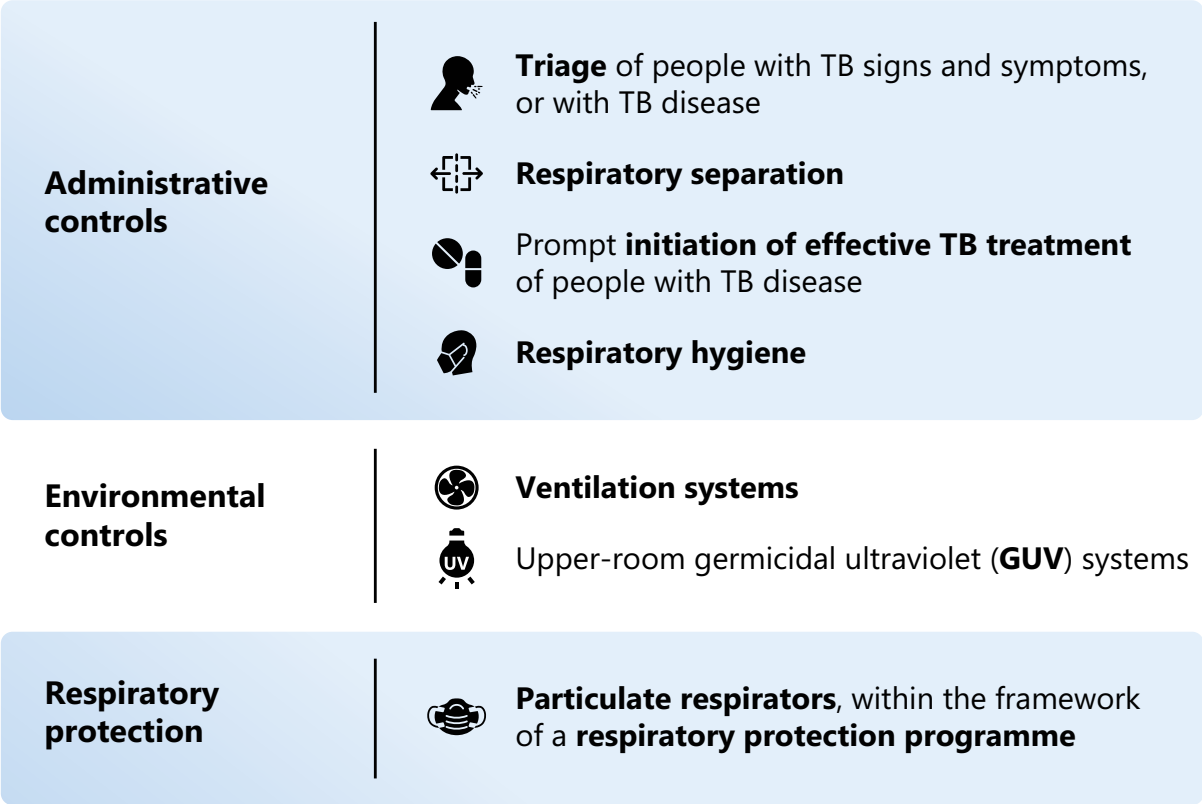 Administrative
controls
Triage of people with TB signs and symptoms,
or with TB disease
Respiratory separation
Prompt initiation of effective TB treatment
of people with TB disease
Respiratory hygiene
Environmental
controls
Ventilation systems
UV
Upper-room germicidal ultraviolet (GUV) systems
Respiratory
protection
Particulate respirators, within the framework
of a respiratory protection programme